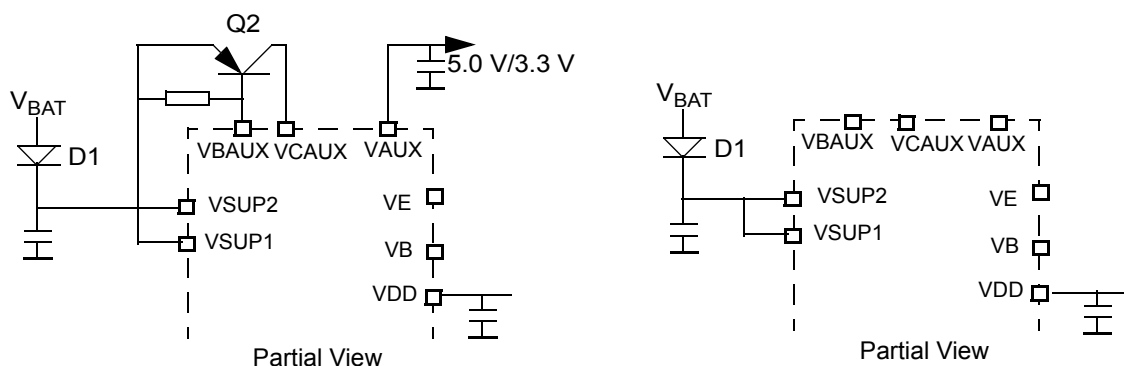 Q2
5.0 V/3.3 V
VBAT
D1
VBAUX VCAUX VAUX
VSUP2
VE
VSUP1
VB
VDD
Partial View
VBAT
D1
VBAUX VCAUX VAUX
VSUP2
VE
VSUP1
VB
VDD
Partial View